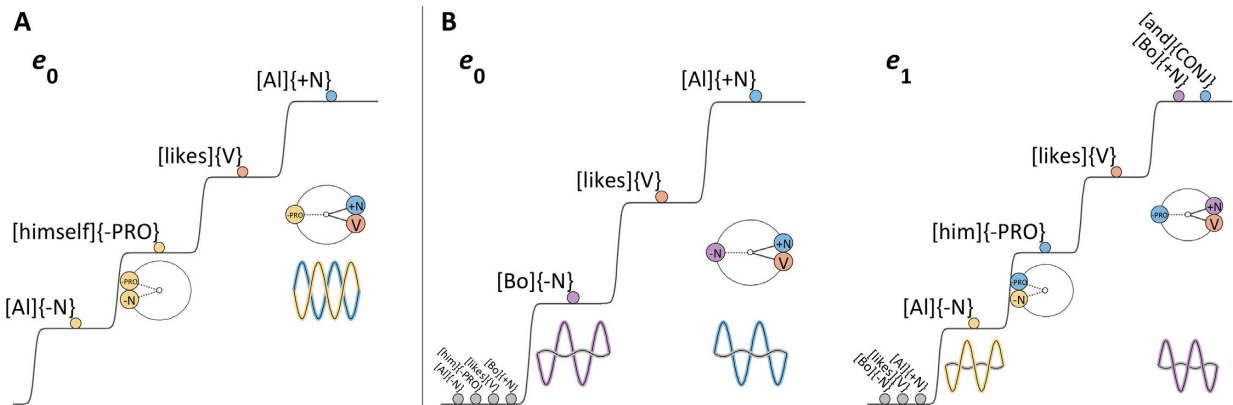 A
e0
[Al]{+N}
[likes]{V}
-PRO
+N
V
[himself]{-PRO}
-PRO
-N
[Al]{-N}
B
e0
[Al]{+N}
[likes]{V}
-N
+N
V
[Bo]{-N}
[him]{-PRO}
[Al]{-N}
[likes]{V}
[Bo]{+N}
e1
[and]{CONJ}
[Bo]{+N}
[likes]{V}
-PRO
+N
V
[him]{-PRO}
-PRO
-N
[Al]{-N}
[Bo]{-N}
[likes]{V}
[Al]{+N}